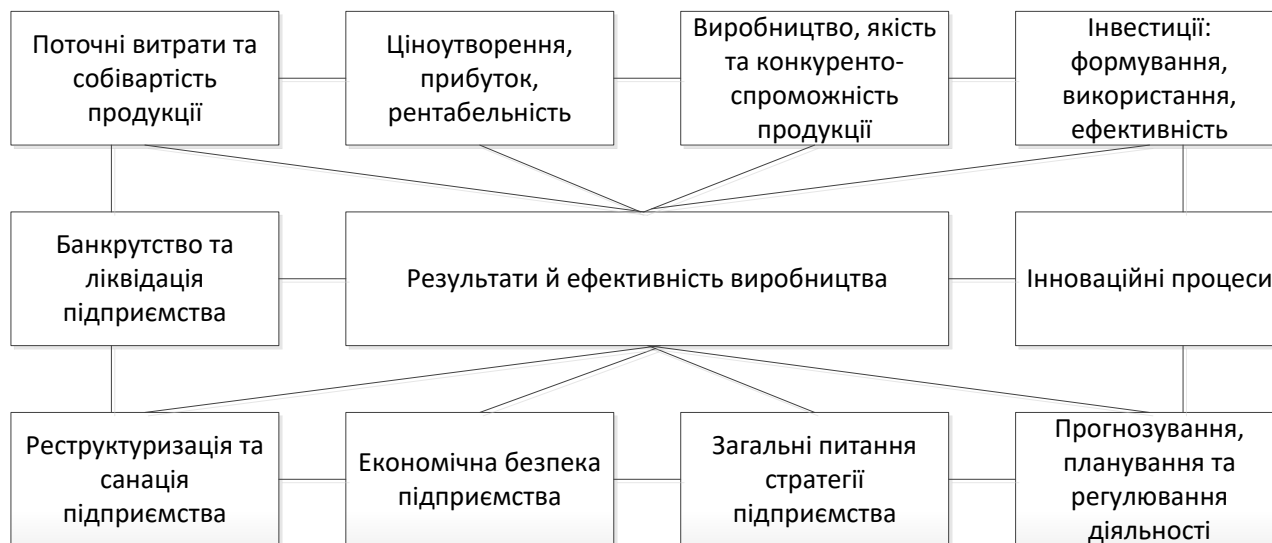 Поточні витрати та
собівартість
продукції
Ціноутворення,
прибуток,
рентабельність
Виробництво, якість
та конкуренто-
спроможність
продукції
Інвестиції:
формування,
використання,
ефективність
Банкрутство та
ліквідація
підприємства
Результати й ефективність виробництва
Інноваційні процеси
Реструктуризація та
санація
підприємства
Економічна безпека
підприємства
Загальні питання
стратегії
підприємства
Прогнозування,
планування та
регулювання
діяльності